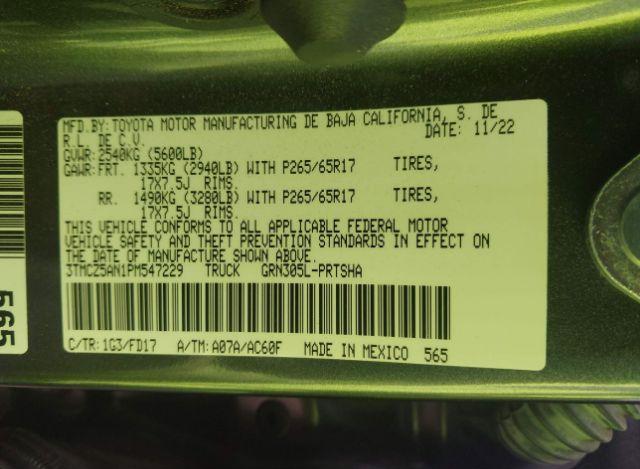 MFD.BY: TOYOTA MOTOR MANUFACTURING DE BAJA CALIFORNIA, S. DE
R.L. DE C.V. DATE: 11/22
GVWR: 2540KG (5600LB)
GAWR: FRT. 1335KG (2940LB) WITH P265/65R17 TIRES,
17X7.5J RIMS.
RR. 1490KG (3280LB) WITH P265/65R17 TIRES,
17X7.5J RIMS.
THIS VEHICLE CONFORMS TO ALL APPLICABLE FEDERAL MOTOR
VEHICLE SAFETY AND THEFT PREVENTION STANDARDS IN EFFECT ON
THE DATE OF MANUFACTURE SHOWN ABOVE.
3TMCZ5AN1PM547229 TRUCK GRN305L-PRTSHA
C/TR: 1G3/FD17 A/TM: A07A/AC60F MADE IN MEXICO 565
565